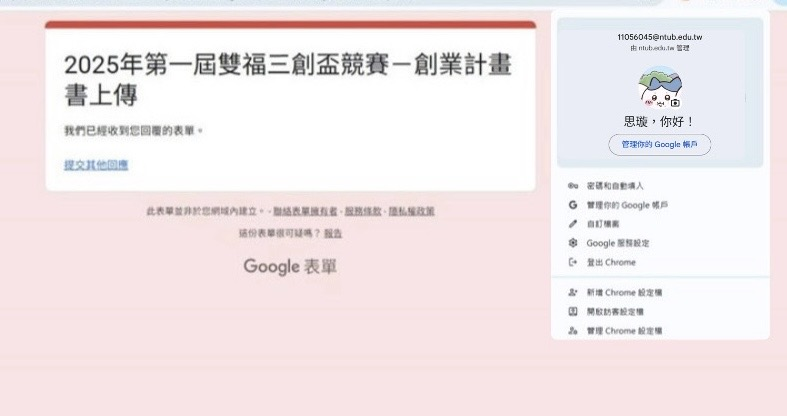 2025年第一屆雙福三創盃競賽－創業計畫
書上傳
我們已經收到您回覆的表單。
提交其他回應
此表單並非於您網域內建立。 - 聯絡表單擁有者 - 服務條款 - 隱私權政策
這份表單很可疑嗎？ 報告
Google 表單
11056045@ntub.edu.tw
由 ntub.edu.tw 管理
思璇，你好！
管理你的 Google 帳戶
密碼和自動填入
管理你的 Google 帳戶
自訂檔案
Google 服務設定
登出 Chrome
新增 Chrome 設定檔
開啟訪客設定檔
管理 Chrome 設定檔